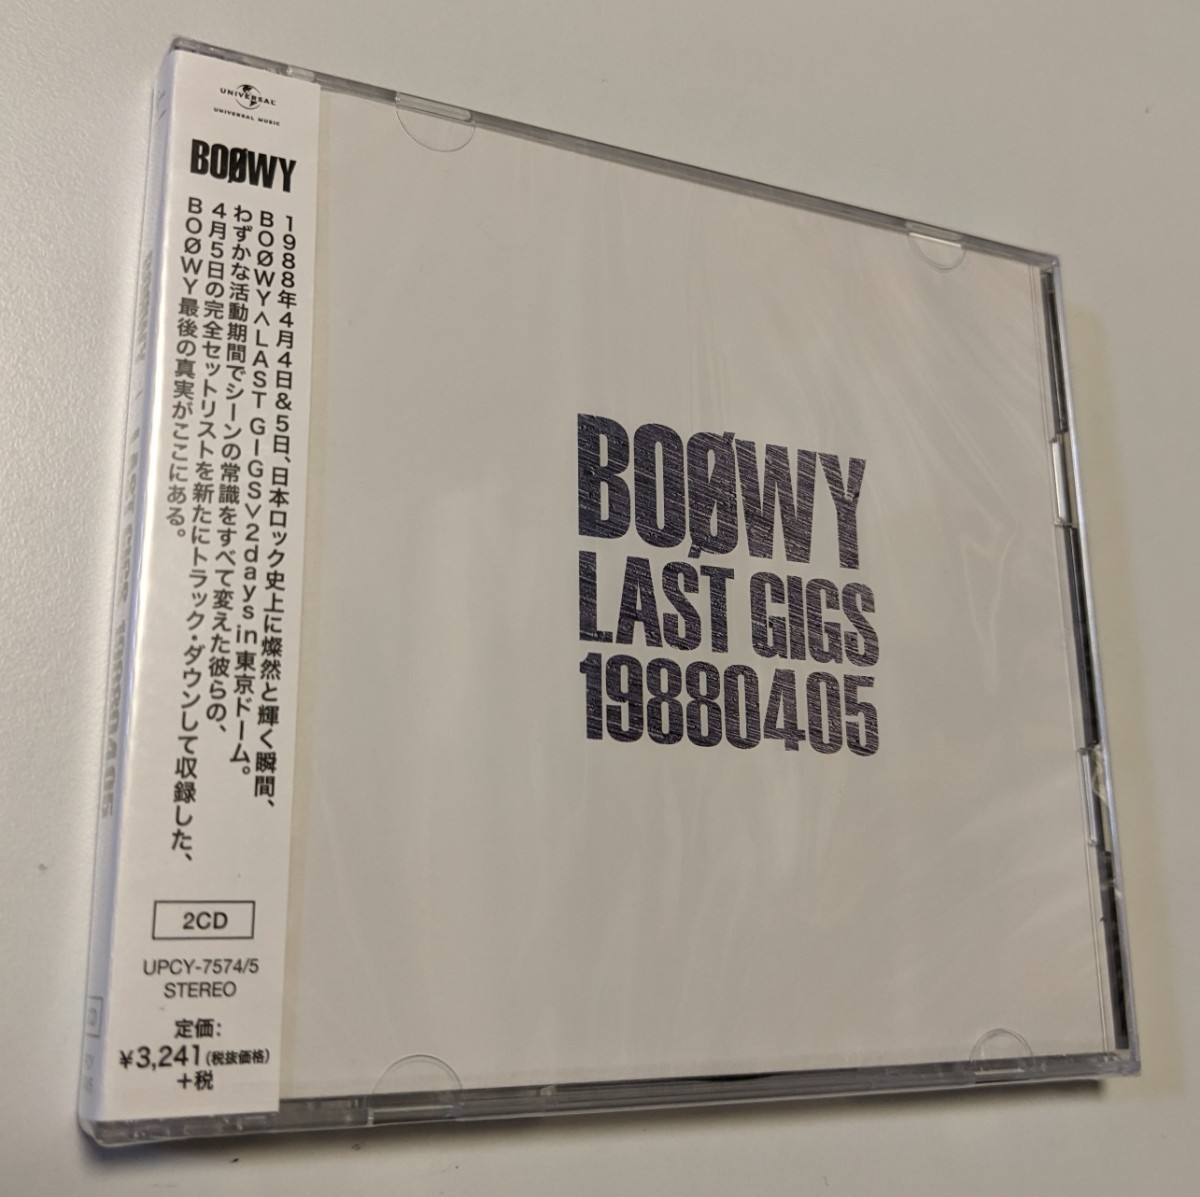 UNIVERSAL
UNIVERSAL MUSIC
BOØWY
1988年4月4日&5日、日本ロック史上に燦然と輝く瞬間、
BOØWY<LAST GIGS>2days in 東京ドーム。
わずかな活動期間でシーンの常識をすべて変えた彼らの、
4月5日の完全セットリストを新たにトラック・ダウンして収録した、
BOØWY最後の真実がここにある。
2CD
UPCY-7574/5
STEREO
定価:
¥3,241(税抜価格)
+税
BOØWY
LAST GIGS
19880405